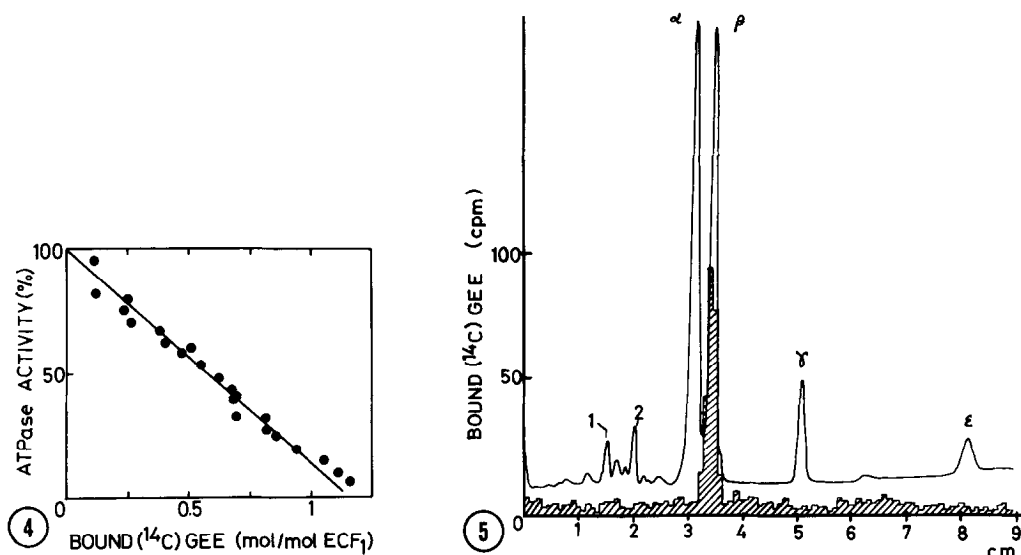 100
50
0
0
0.5
1
ATPase ACTIVITY (%)
BOUND (¹⁴C) GEE (mol/mol ECF₁)
4
α
β
γ
ε
1
2
100
50
0
1
2
3
4
5
6
7
8
9
cm
BOUND (¹⁴C) GEE (cpm)
5